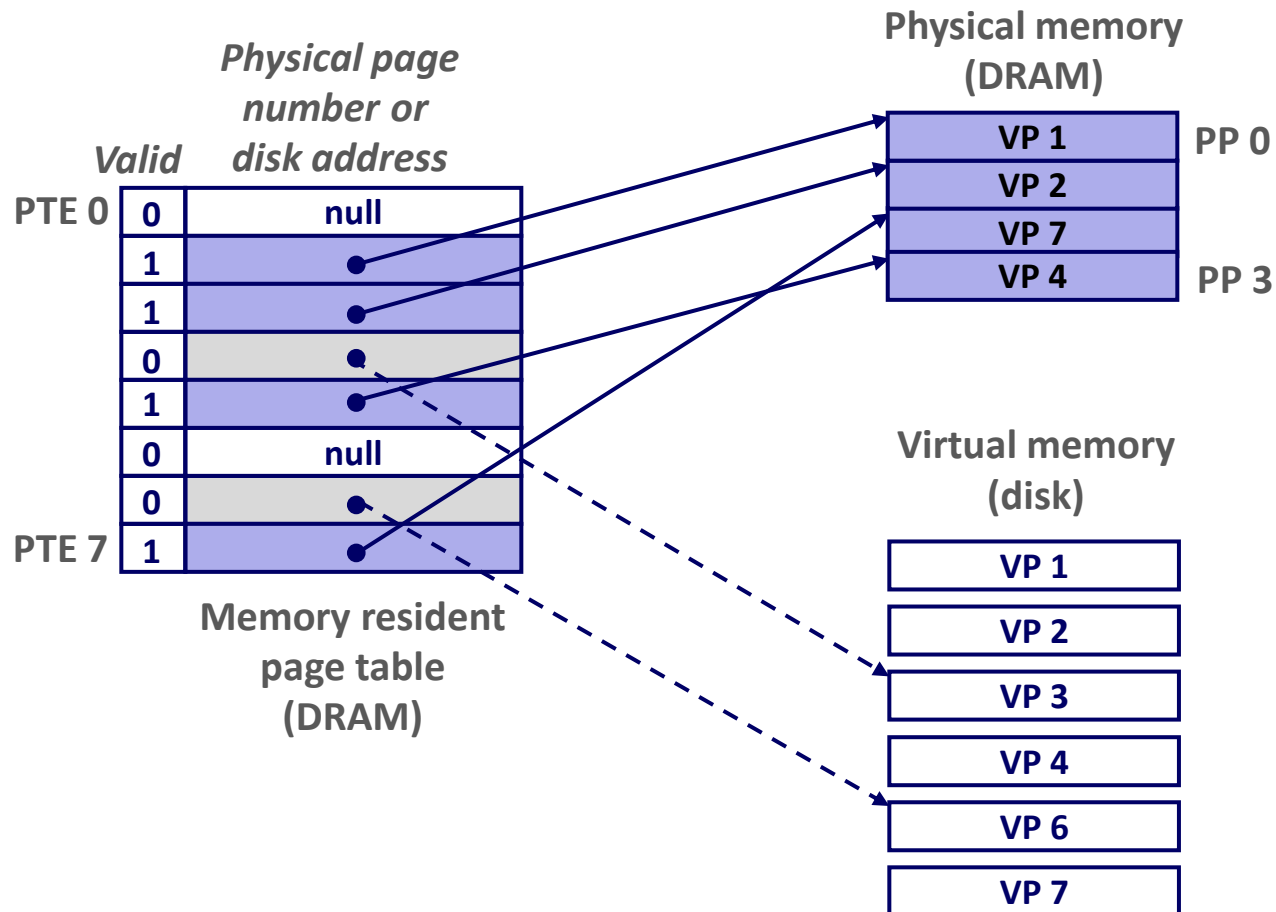 Physical page
number or
disk address
Valid
PTE 0
0
null
1
1
0
1
0
null
0
PTE 7
1
Memory resident
page table
(DRAM)
Physical memory
(DRAM)
VP 1
PP 0
VP 2
VP 7
VP 4
PP 3
Virtual memory
(disk)
VP 1
VP 2
VP 3
VP 4
VP 6
VP 7